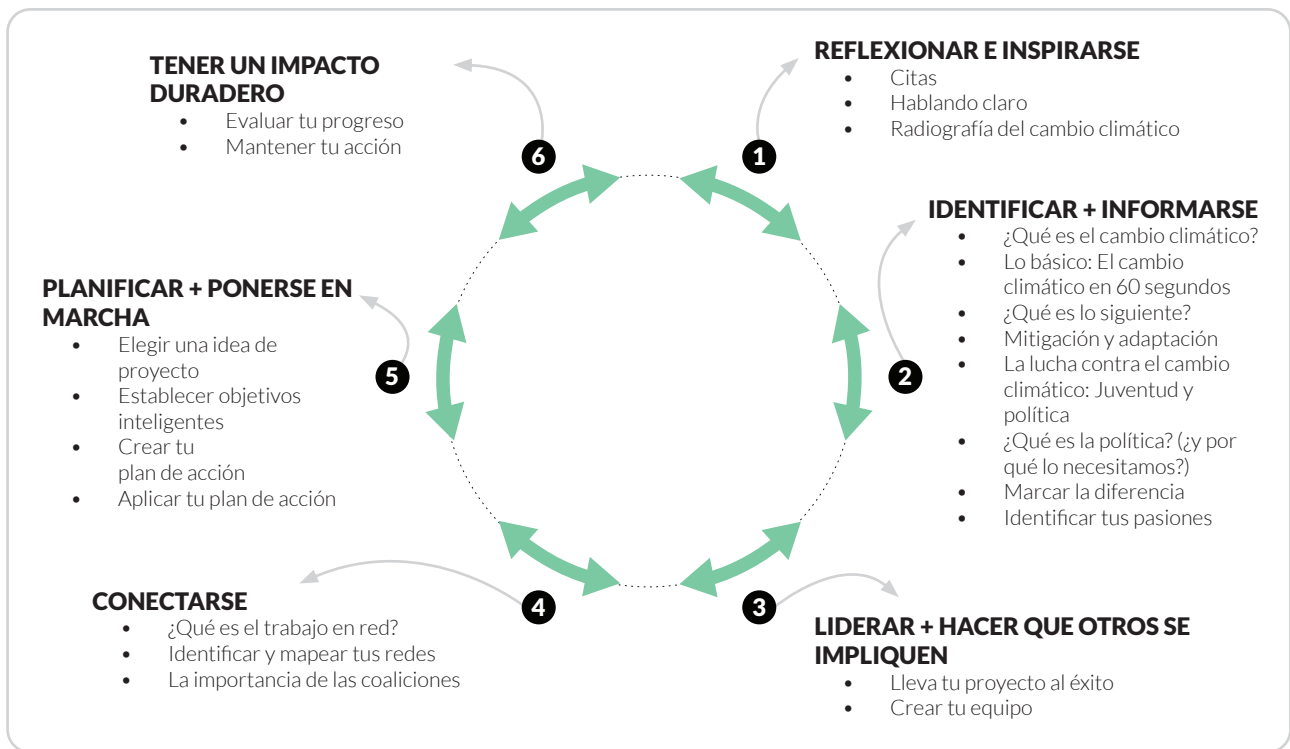 REFLEXIONAR E INSPIRARSE
• Citas
• Hablando claro
• Radiografía del cambio climático
1
IDENTIFICAR + INFORMARSE
• ¿Qué es el cambio climático?
• Lo básico: El cambio
climático en 60 segundos
• ¿Qué es lo siguiente?
• Mitigación y adaptación
• La lucha contra el cambio
climático: Juventud y
política
• ¿Qué es la política? (¿y por
qué lo necesitamos?)
• Marcar la diferencia
• Identificar tus pasiones
2
LIDERAR + HACER QUE OTROS SE
IMPLIQUEN
• Lleva tu proyecto al éxito
• Crear tu equipo
3
CONECTARSE
• ¿Qué es el trabajo en red?
• Identificar y mapear tus redes
• La importancia de las coaliciones
4
PLANIFICAR + PONERSE EN
MARCHA
• Elegir una idea de
proyecto
• Establecer objetivos
inteligentes
• Crear tu
plan de acción
• Aplicar tu plan de acción
5
TENER UN IMPACTO
DURADERO
• Evaluar tu progreso
• Mantener tu acción
6